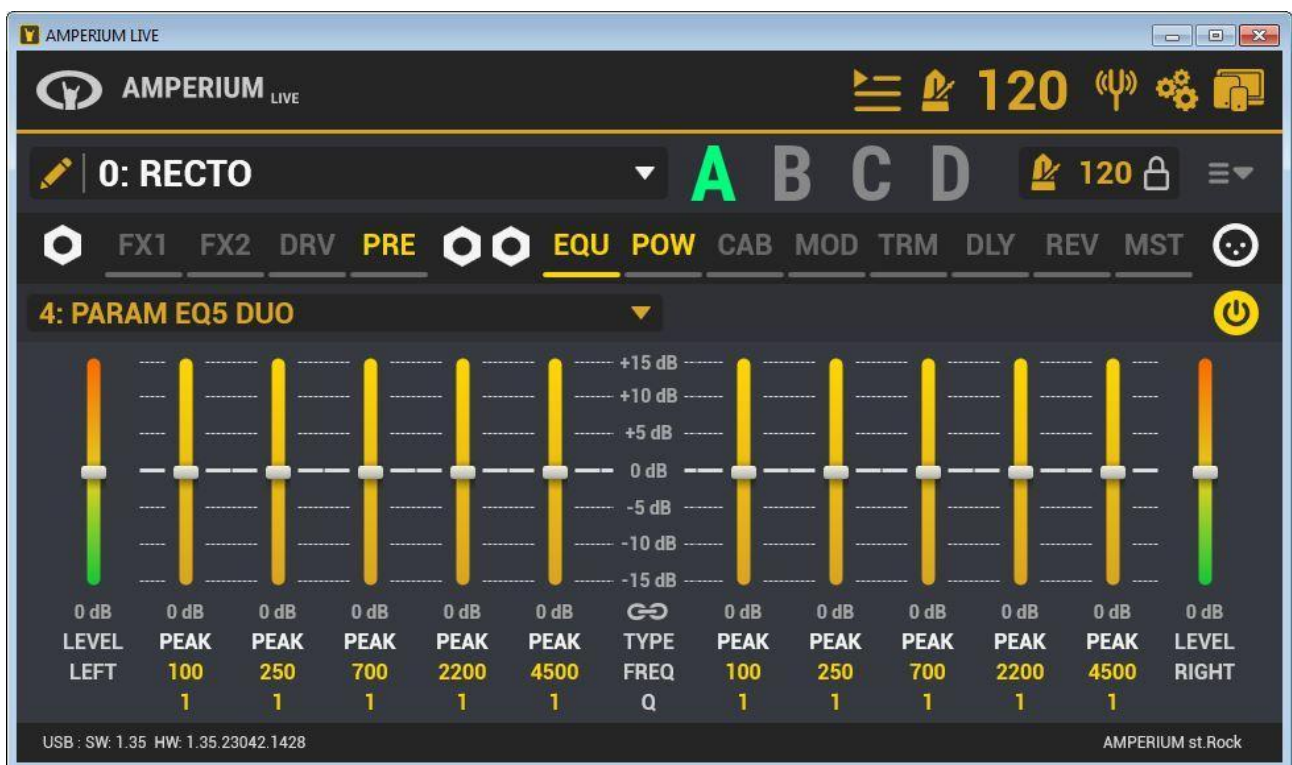 AMPERIUM LIVE
AMPERIUM LIVE 120
0: RECTO A B C D 120
FX1 FX2 DRV PRE EQU POW CAB MOD TRM DLY REV MST
4: PARAM EQ5 DUO
+15 dB
+10 dB
+5 dB
0 dB
-5 dB
-10 dB
-15 dB
0 dB 0 dB 0 dB 0 dB 0 dB 0 dB 0 dB 0 dB 0 dB 0 dB 0 dB 0 dB
LEVEL PEAK PEAK PEAK PEAK PEAK TYPE PEAK PEAK PEAK PEAK PEAK LEVEL
LEFT 100 250 700 2200 4500 FREQ 100 250 700 2200 4500 RIGHT
1 1 1 1 1 Q 1 1 1 1 1
USB : SW: 1.35 HW: 1.35.23042.1428 AMPERIUM st.Rock